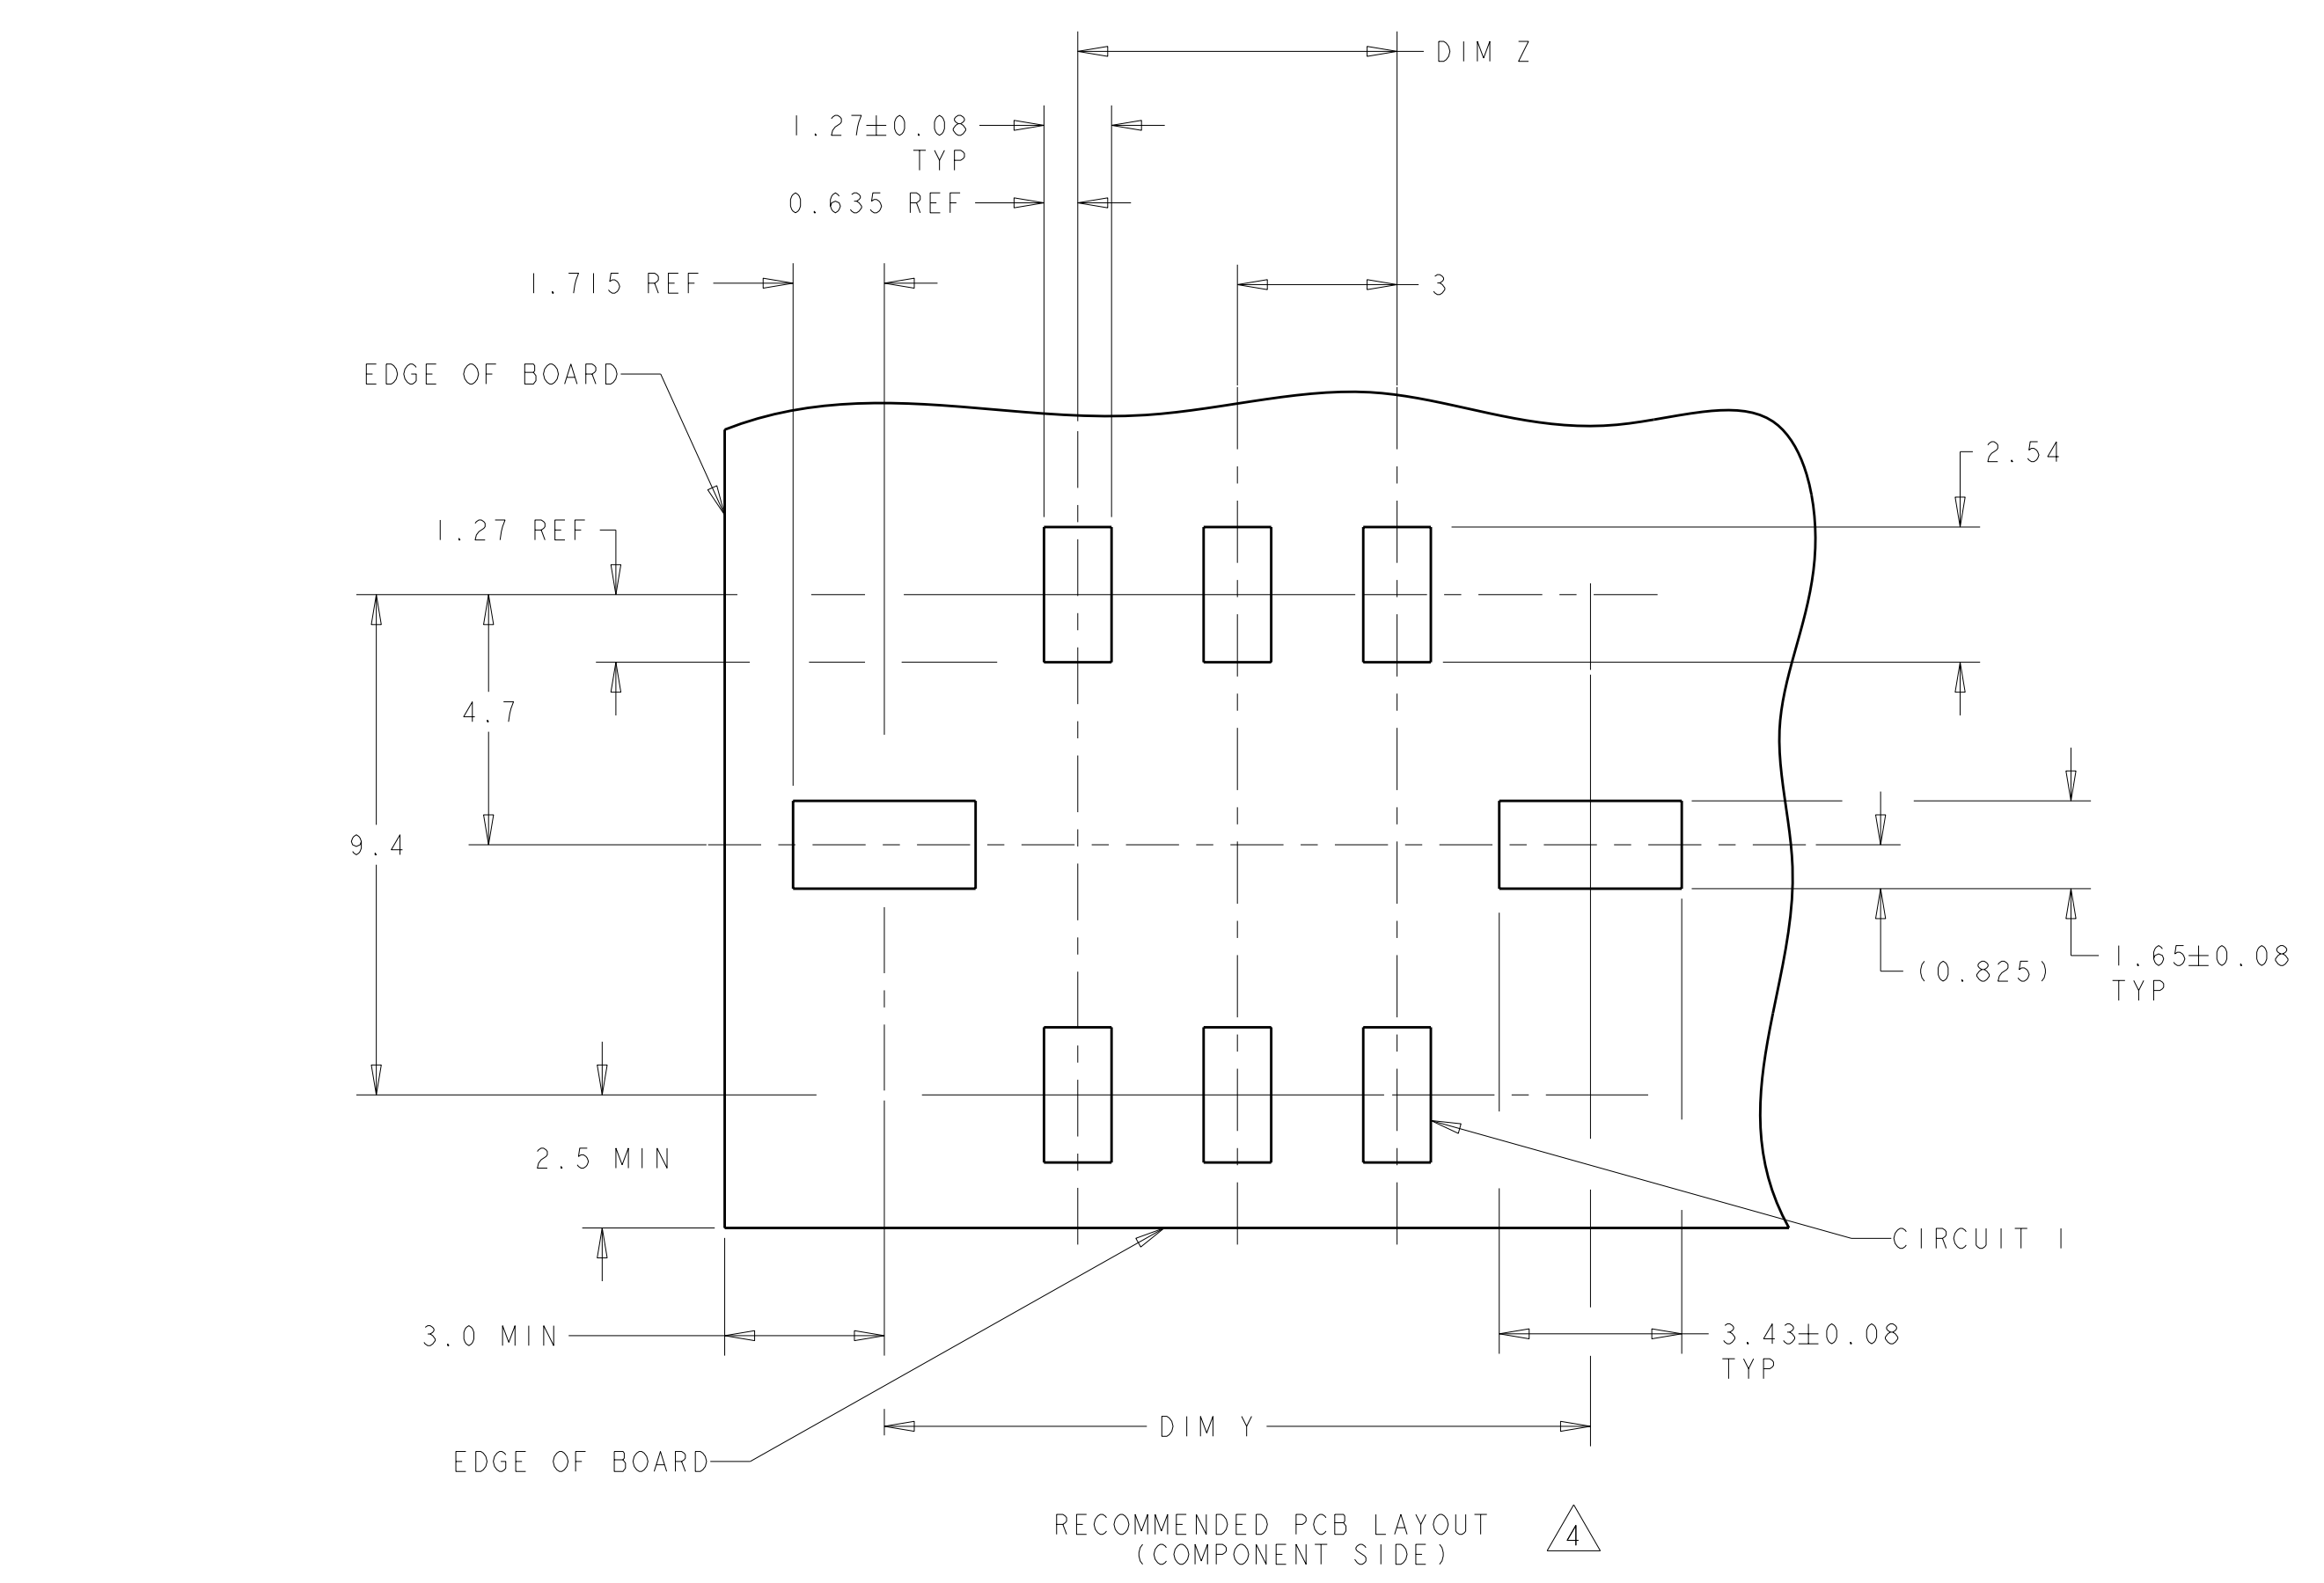 DIM Z
1.27±0.08
TYP
0.635 REF
1.715 REF
3
EDGE OF BOARD
2.54
1.27 REF
4.7
9.4
1.65±0.08
TYP
(0.825)
2.5 MIN
CIRCUIT 1
3.0 MIN
3.43±0.08
TYP
DIM Y
EDGE OF BOARD
RECOMMENDED PCB LAYOUT
4
(COMPONENT SIDE)